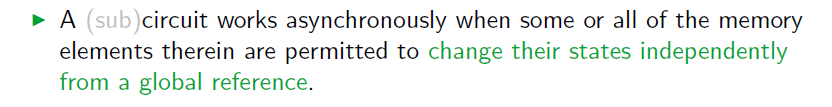 A (sub)circuit works asynchronously when some or all of the memory
elements therein are permitted to change their states independently
from a global reference.